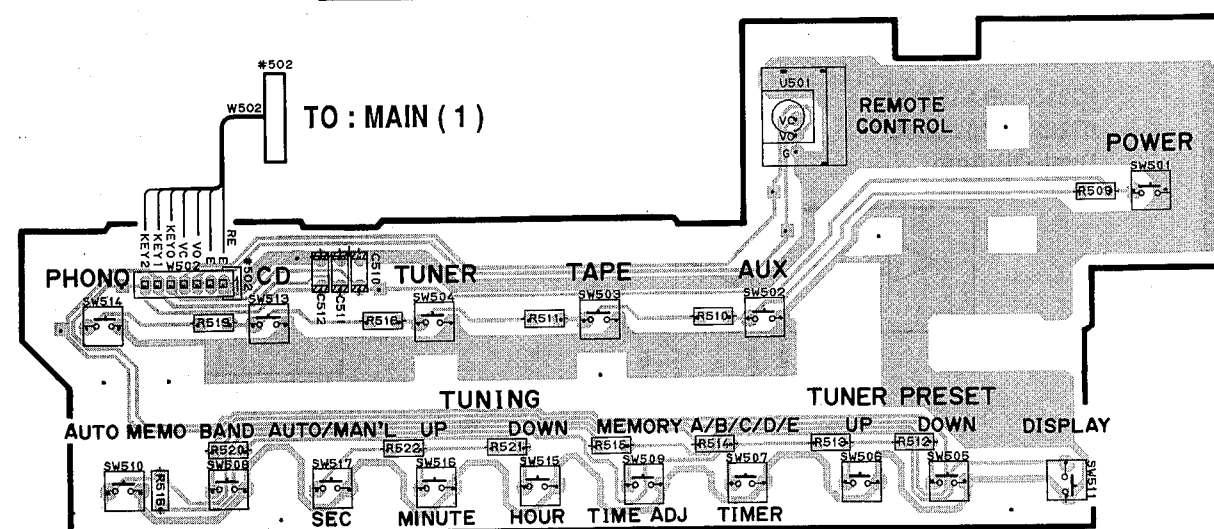 #502
W502
TO : MAIN ( 1 )
U501
VC
VO
G
REMOTE
CONTROL
POWER
SW501
R509
KEY2
KEY1
KEY0
VC
VO
E
E
RE
W502
#502
PHONO
CD
C512
C511
C510
TUNER
TAPE
AUX
SW514
R519
SW513
R518
SW504
R511
SW503
R510
SW502
TUNING
TUNER PRESET
AUTO MEMO
BAND
AUTO/MAN'L
UP
DOWN
MEMORY
A/B/C/D/E
UP
DOWN
DISPLAY
R520
R522
R521
R515
R514
R513
R512
SW510
SW508
SW517
SW516
SW515
SW509
SW507
SW506
SW505
SW511
SEC
MINUTE
HOUR
TIME ADJ
TIMER